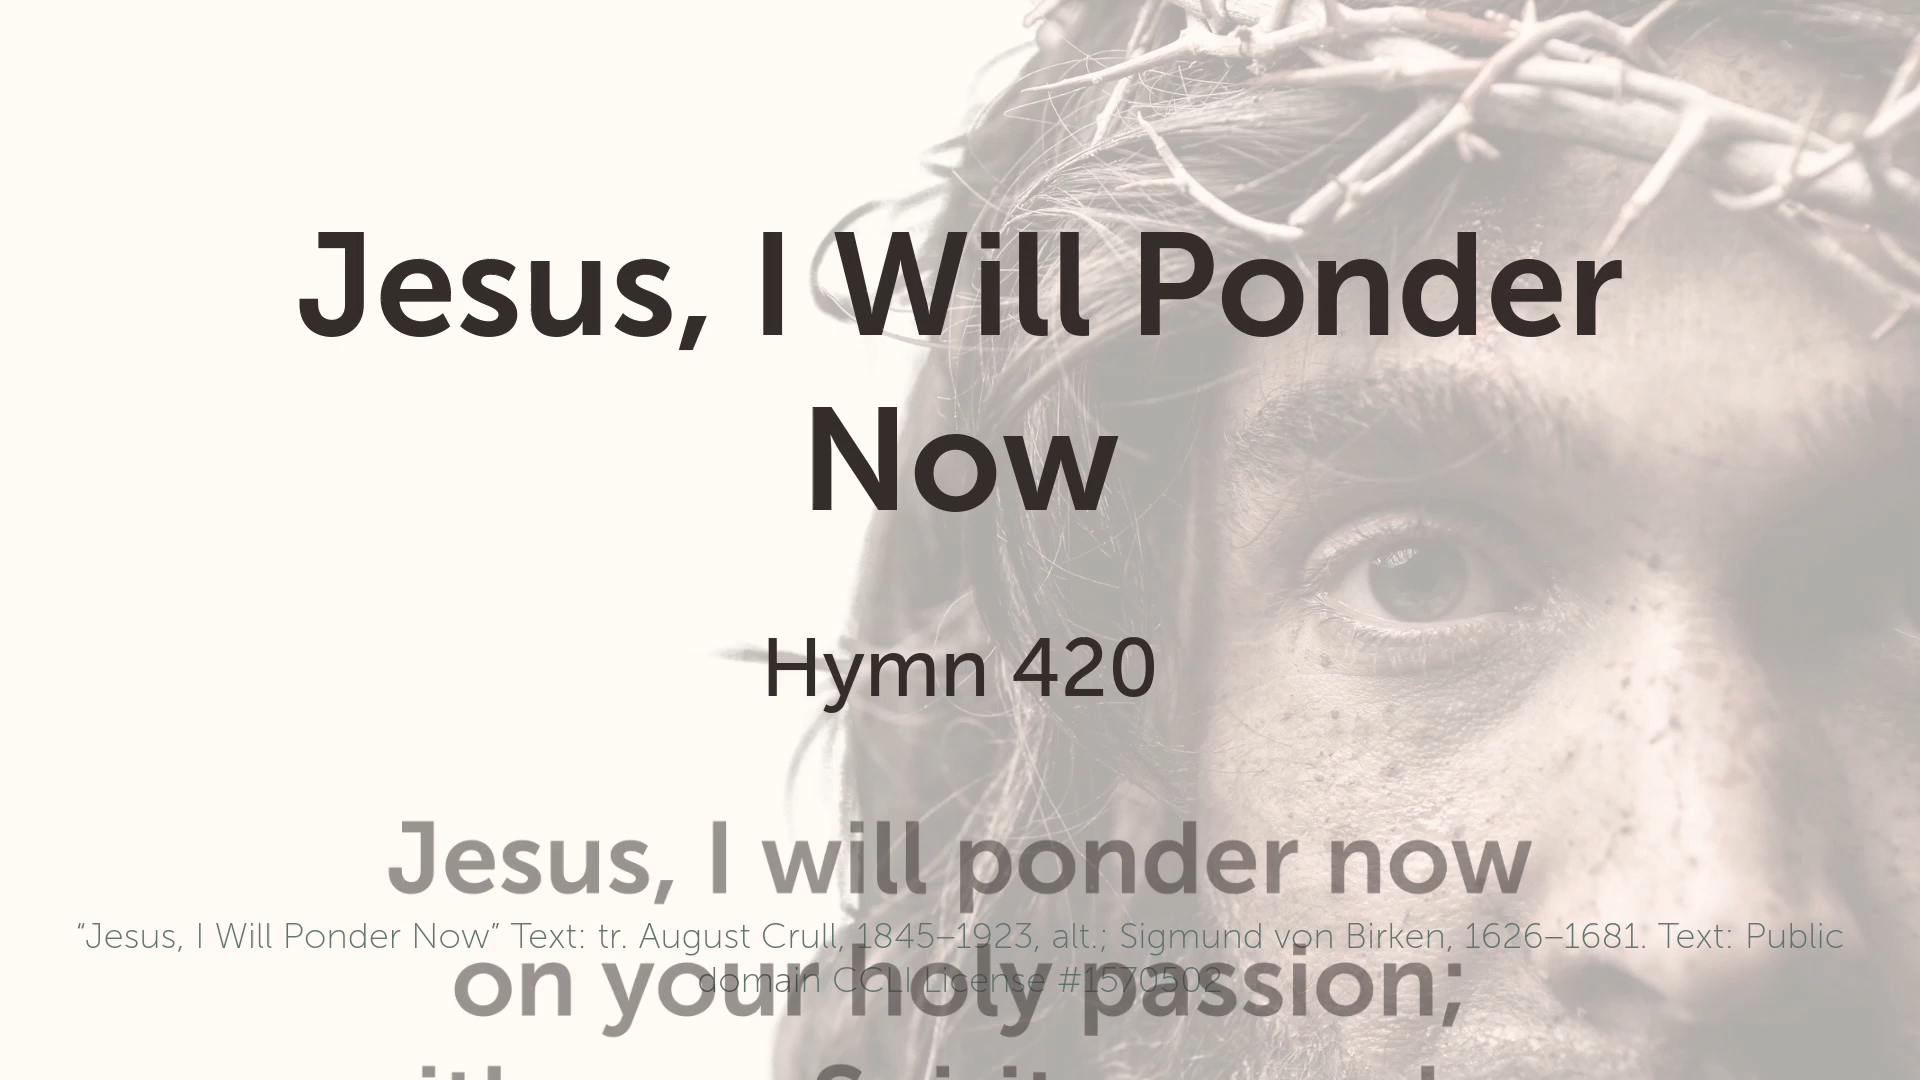 Jesus, I Will Ponder
Now
Hymn 420
Jesus, I will ponder now
“Jesus, I Will Ponder Now” Text: tr. August Crull, 1845–1923, alt.; Sigmund von Birken, 1626–1681. Text: Public
on your holy passion;
domain CCLI License #1570502